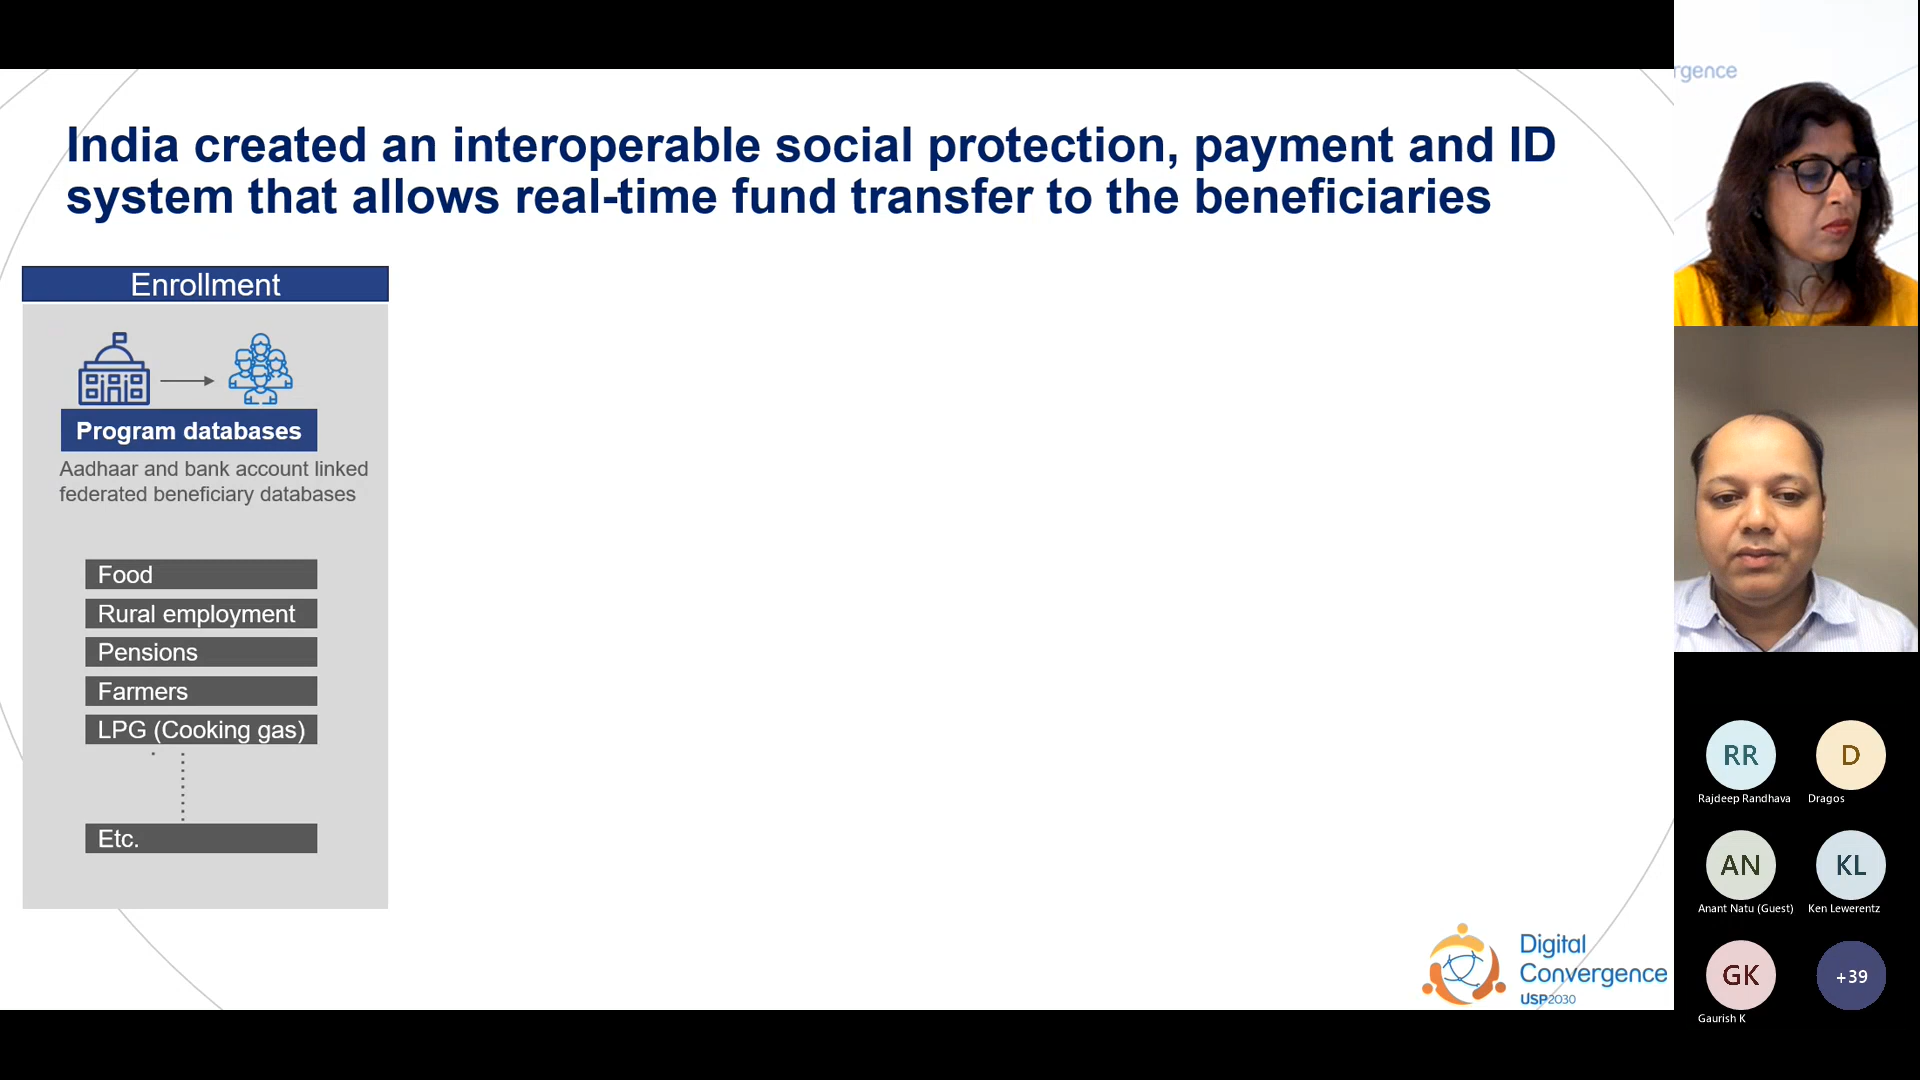 India created an interoperable social protection, payment and ID
system that allows real-time fund transfer to the beneficiaries
Enrollment
Program databases
Aadhaar and bank account linked
federated beneficiary databases
Food
Rural employment
Pensions
Farmers
LPG (Cooking gas)
Etc.
Digital
Convergence
USP2030
rgence
RR
Rajdeep Randhava
D
Dragos
AN
Anant Natu (Guest)
KL
Ken Lewerentz
GK
Gaurish K
+39